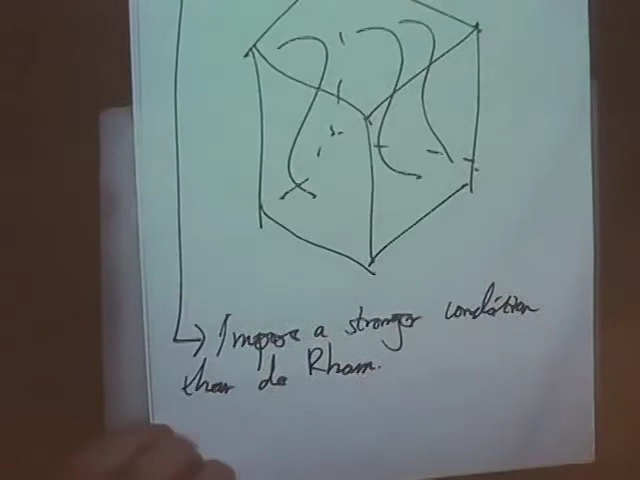 Impose a stronger condition
than de Rham.